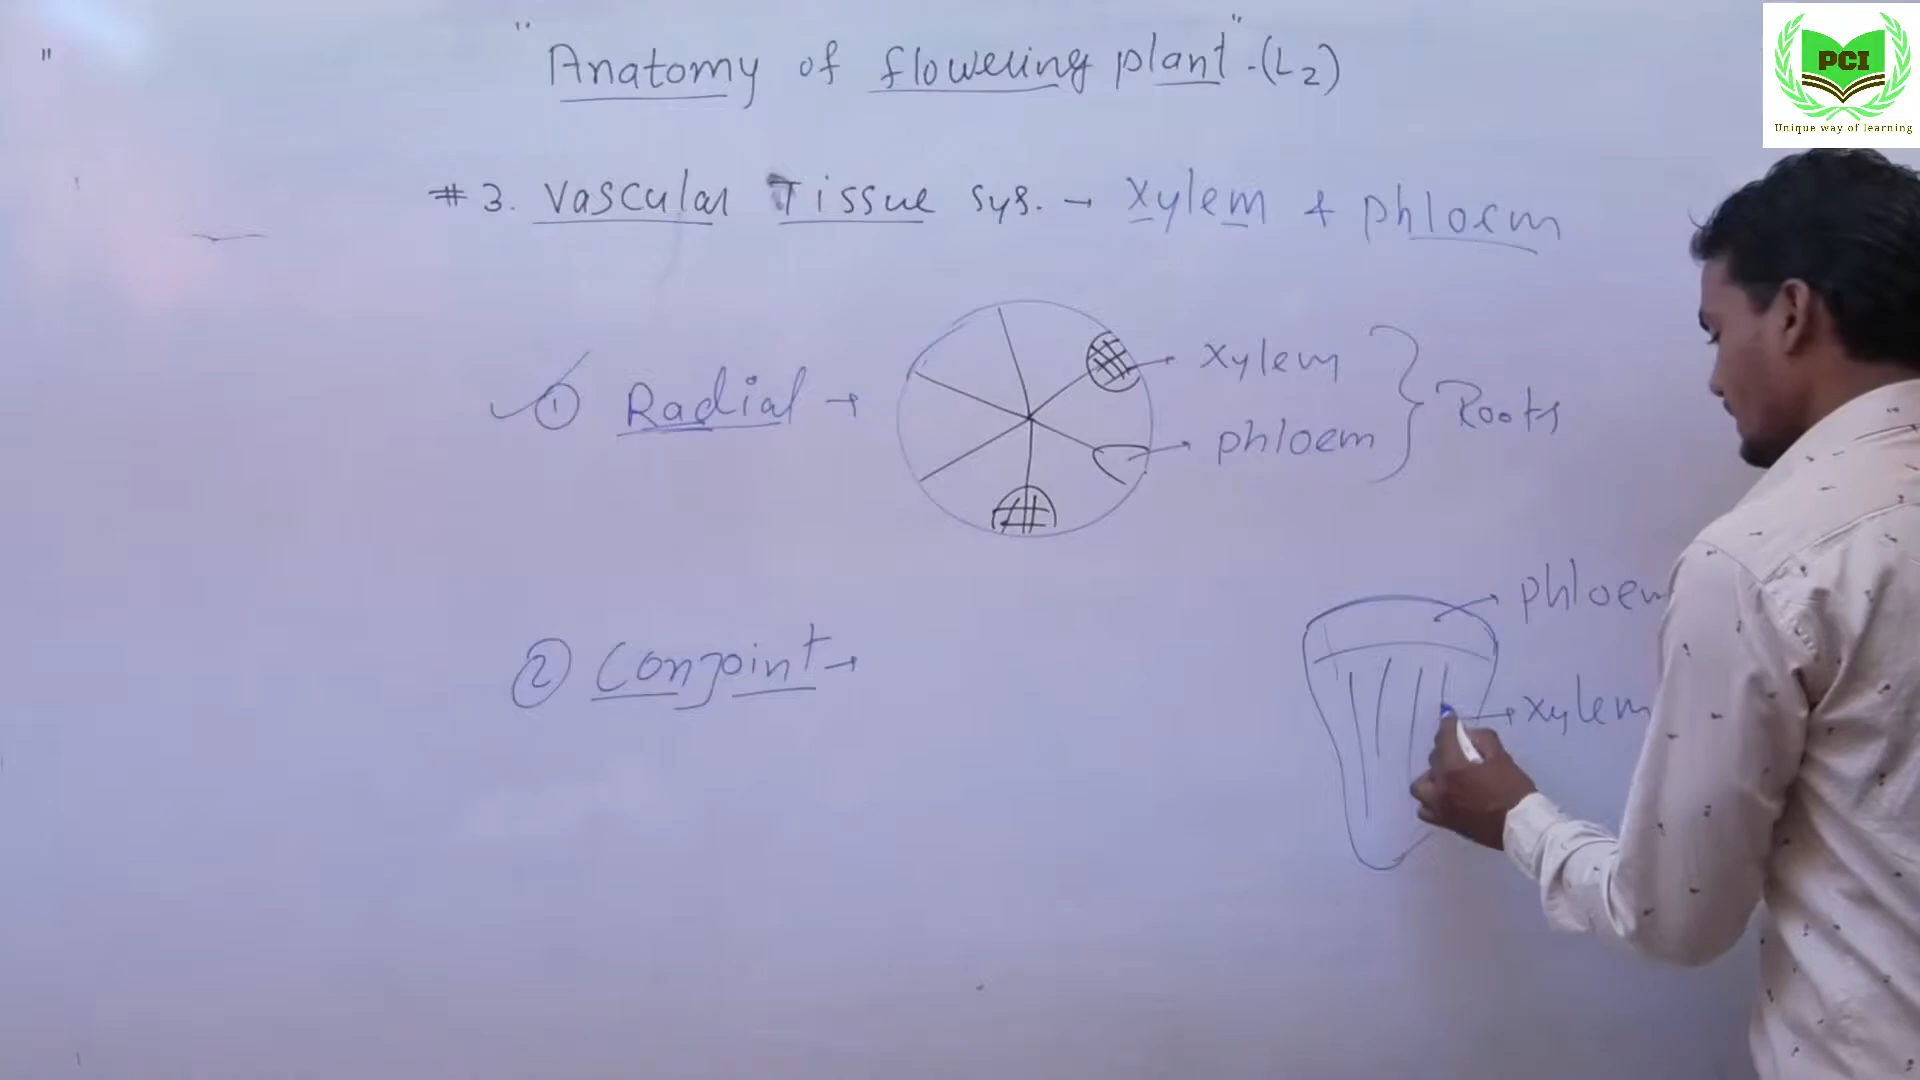 "Anatomy of flowering plant" -(L2)
PCI
Unique way of learning
# 3. Vascular Tissue sys. → xylem + phloem
① Radial →
xylem
phloem
Roots
② Conjoint →
phloem
xylem